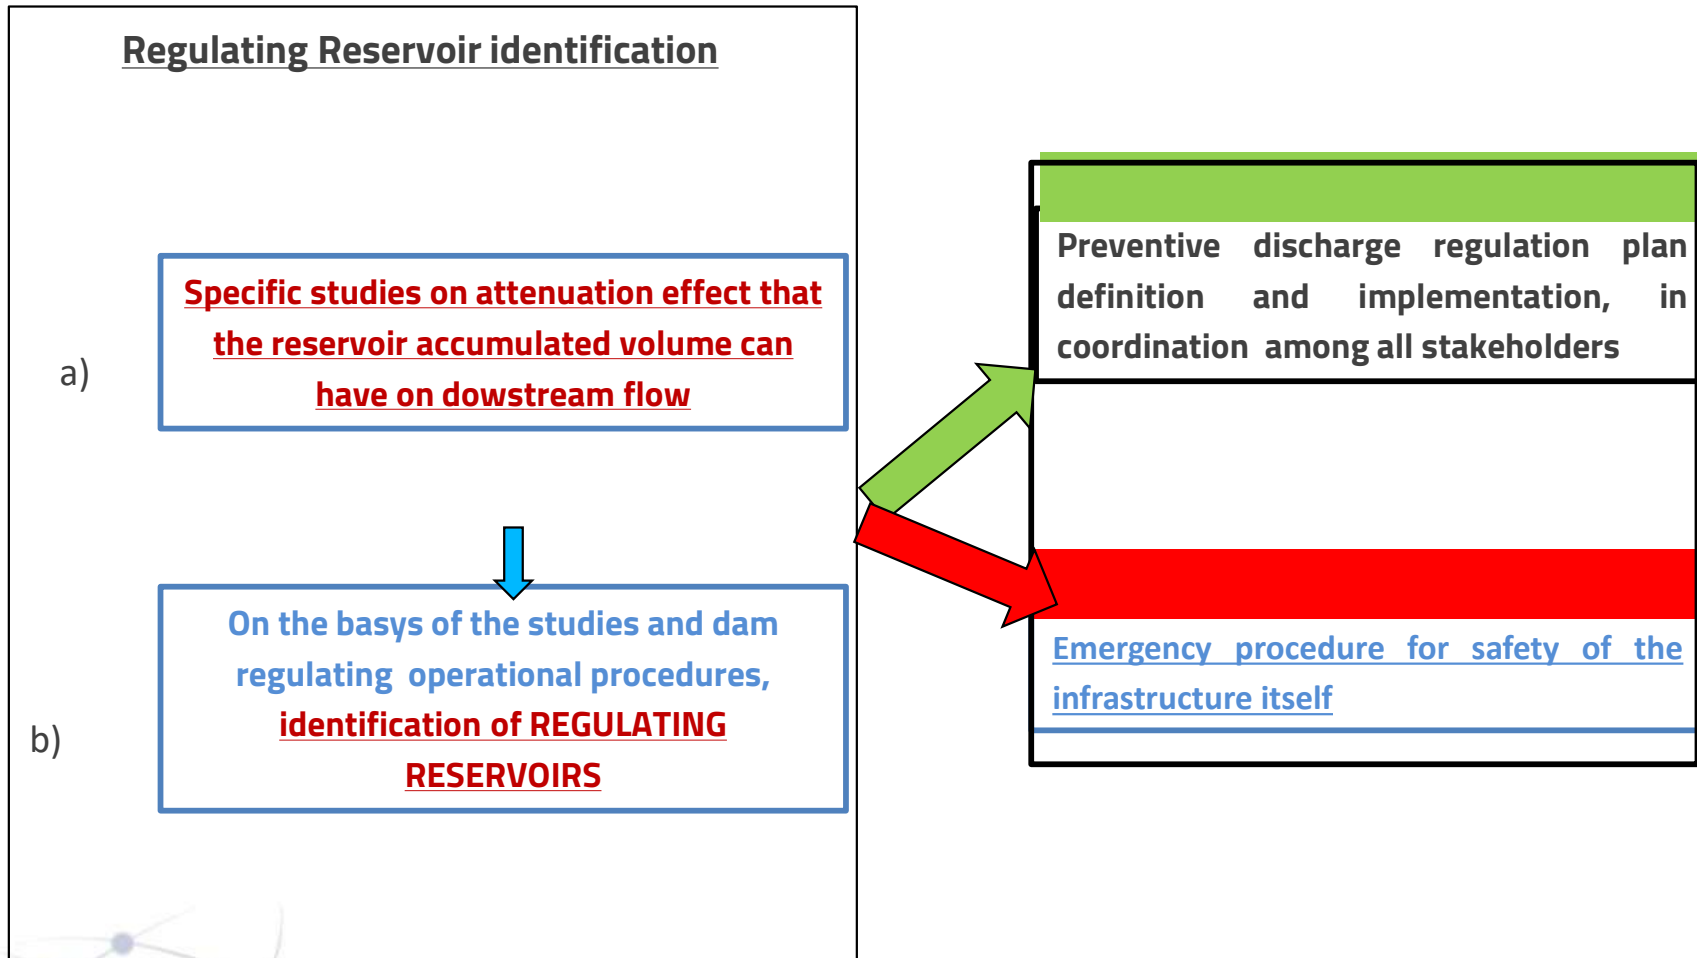 Regulating Reservoir identification
a)
Specific studies on attenuation effect that
the reservoir accumulated volume can
have on dowstream flow
b)
On the basys of the studies and dam
regulating operational procedures,
identification of REGULATING
RESERVOIRS
Preventive discharge regulation plan
definition and implementation, in
coordination among all stakeholders
Emergency procedure for safety of the
infrastructure itself